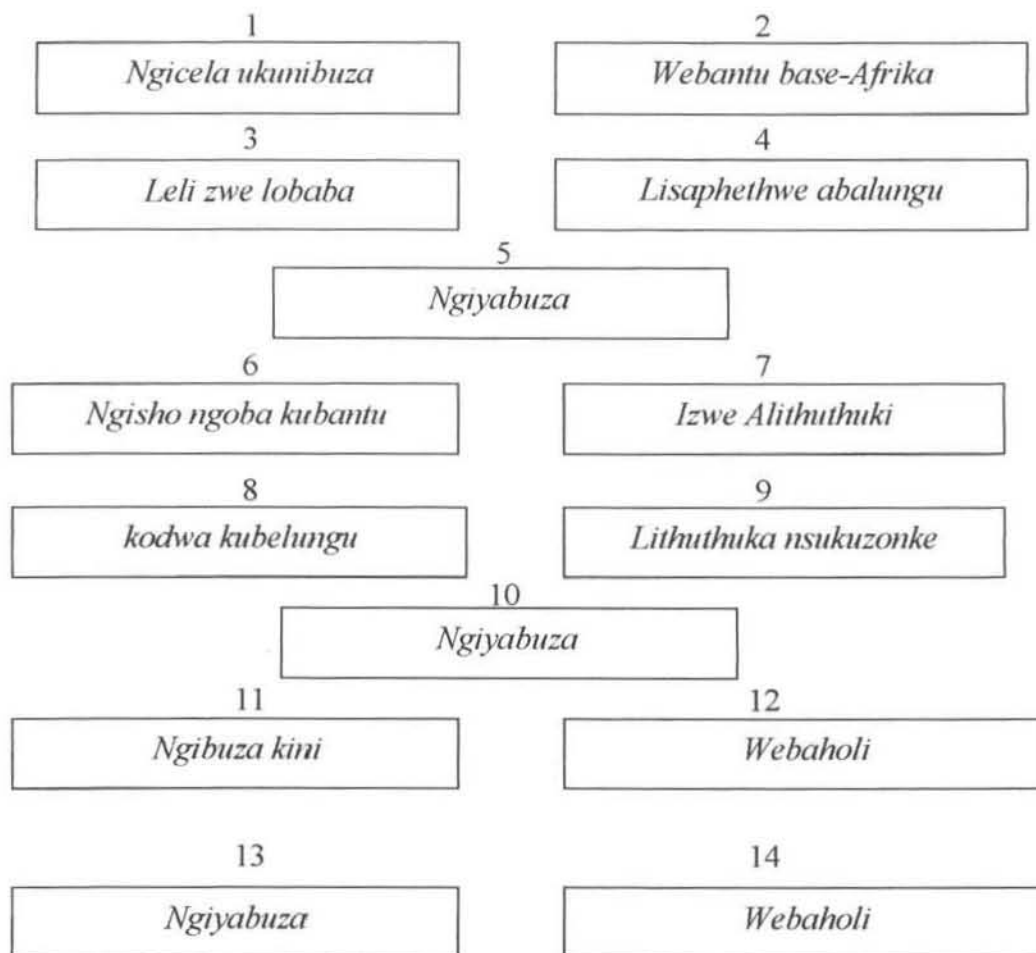 1 2
Ngicela ukunibuza Webantu base-Afrika
3 4
Leli zwe lobaba Lisaphethwe abalungu
5
Ngiyabuza
6 7
Ngisho ngoba kubantu Izwe Alithuthuki
8 9
kodwa kubelungu Lithuthuka nsukuzonke
10
Ngiyabuza
11 12
Ngibuza kini Webaholi
13 14
Ngiyabuza Webaholi